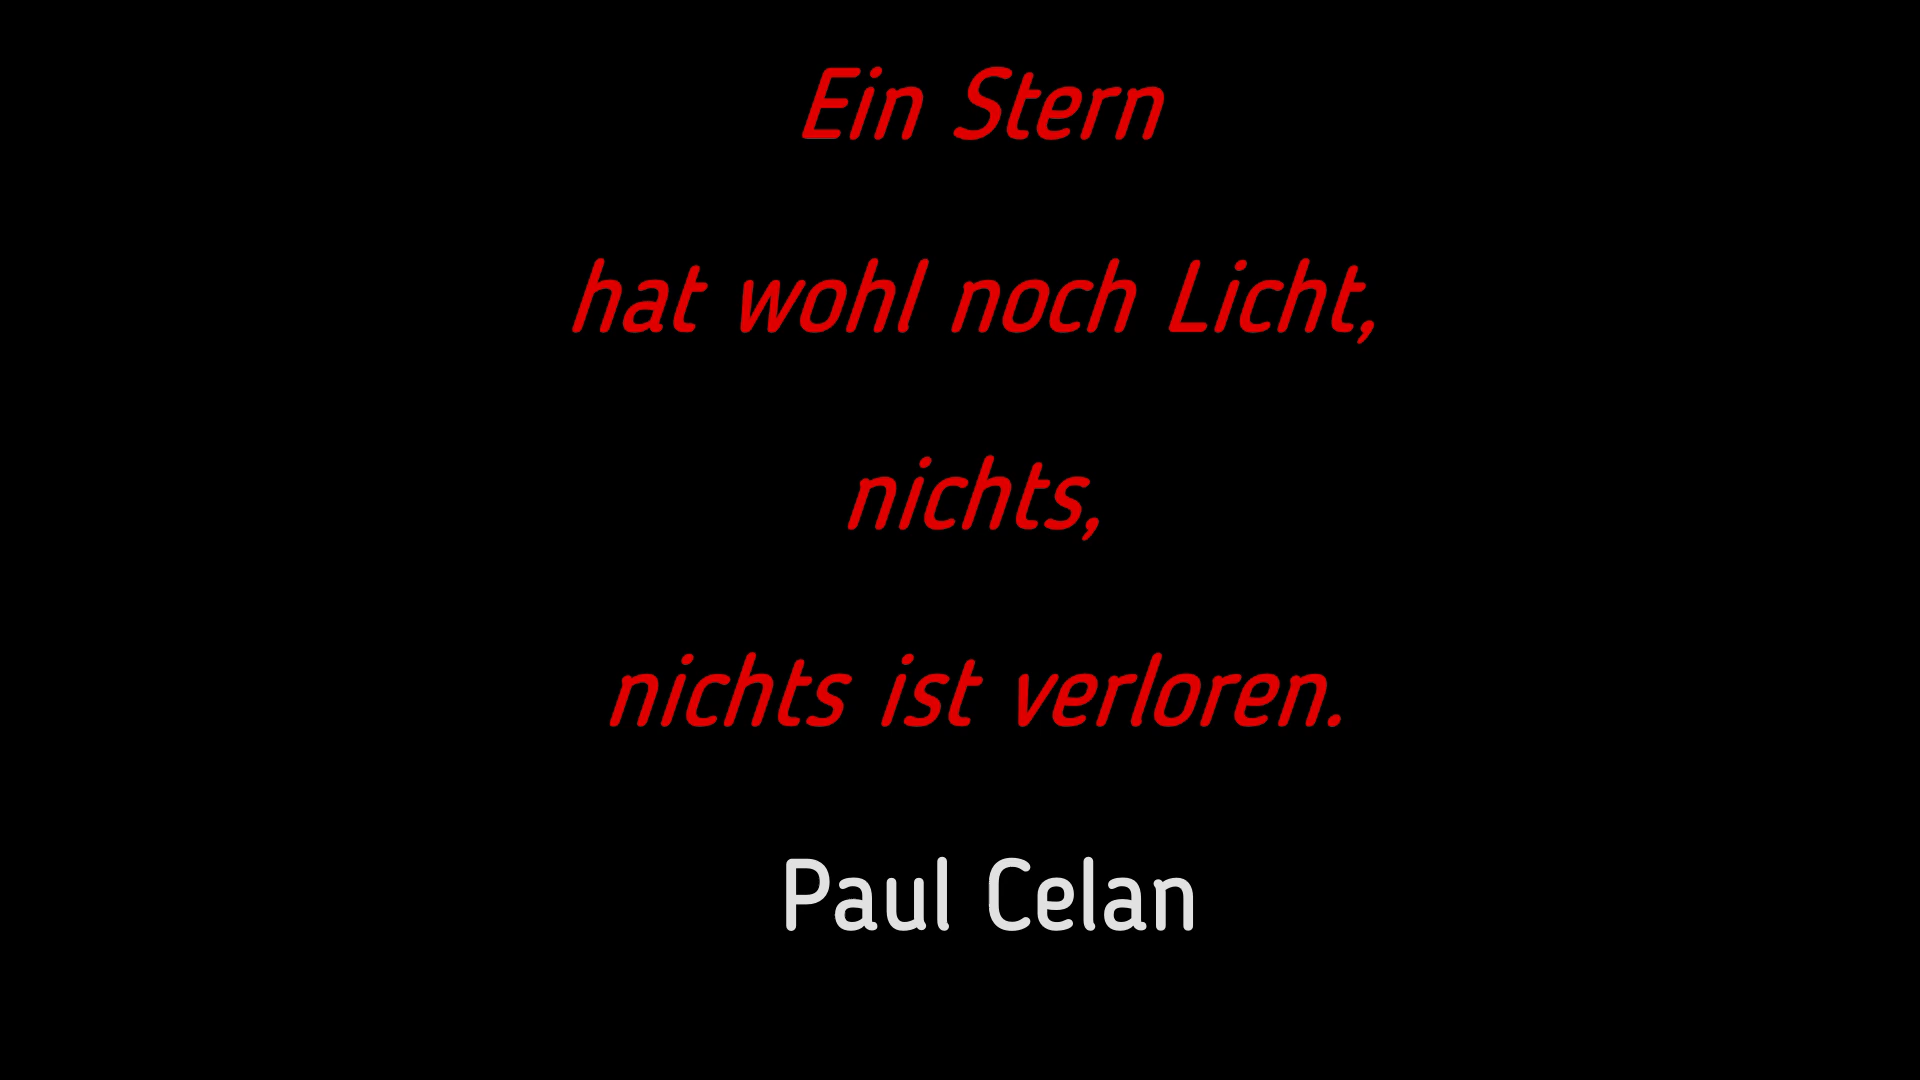 Ein Stern
hat wohl noch Licht,
nichts,
nichts ist verloren.
Paul Celan